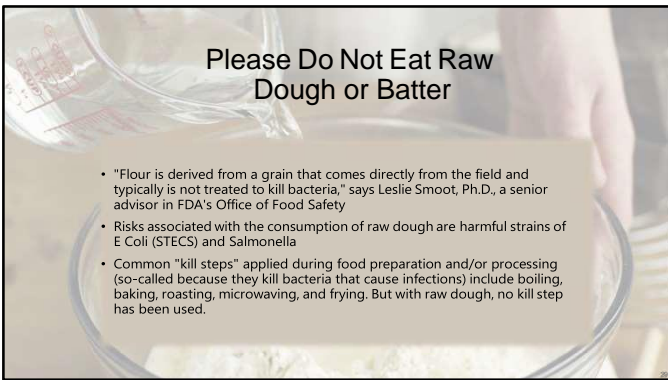 Please Do Not Eat Raw
Dough or Batter
• "Flour is derived from a grain that comes directly from the field and
typically is not treated to kill bacteria," says Leslie Smoot, Ph.D., a senior
advisor in FDA's Office of Food Safety
• Risks associated with the consumption of raw dough are harmful strains of
E Coli (STECS) and Salmonella
• Common "kill steps" applied during food preparation and/or processing
(so-called because they kill bacteria that cause infections) include boiling,
baking, roasting, microwaving, and frying. But with raw dough, no kill step
has been used.